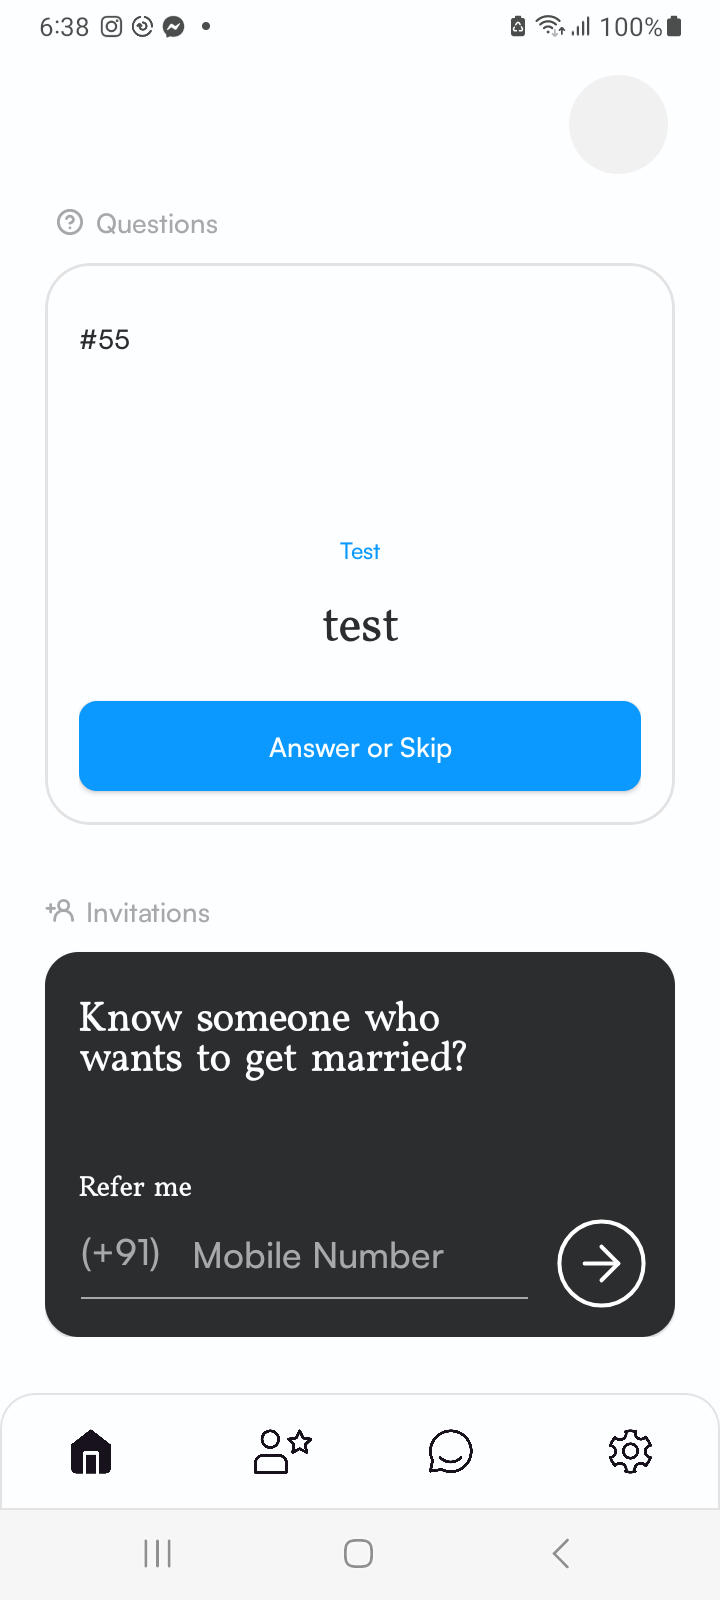 6:38 100%
Questions
#55
Test
test
Answer or Skip
Invitations
Know someone who
wants to get married?
Refer me
(+91) Mobile Number